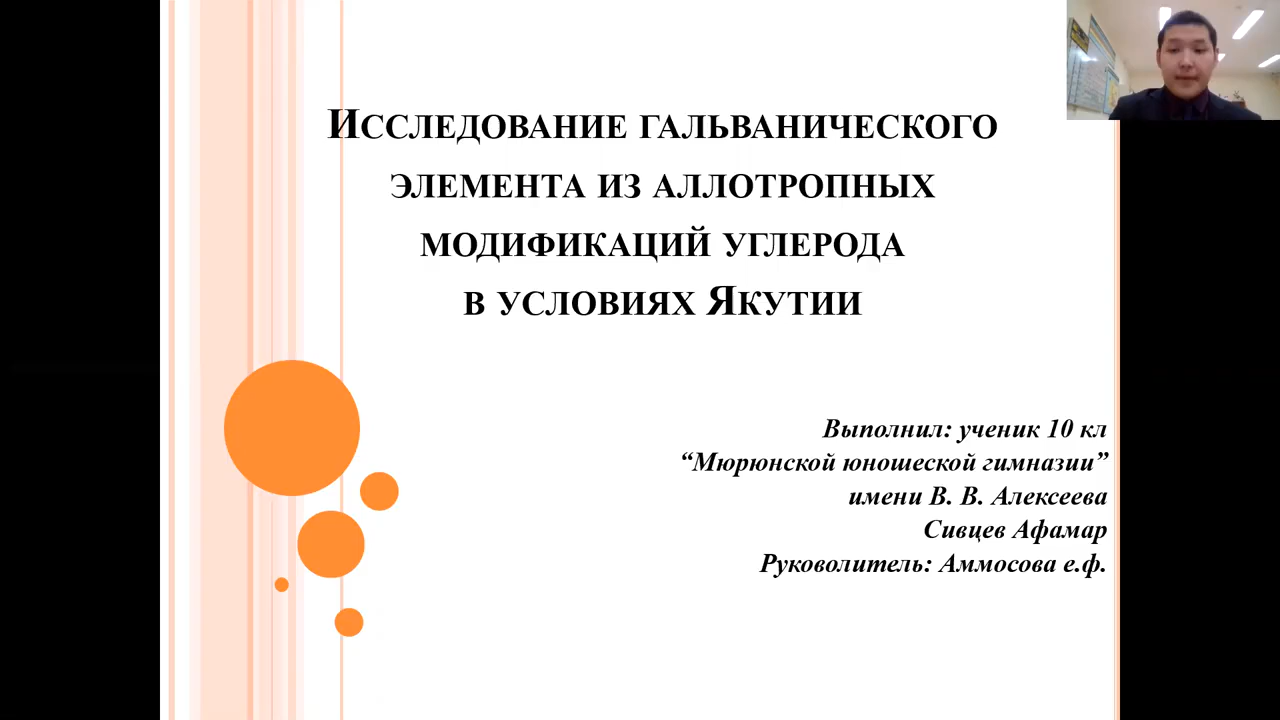 Исследование гальванического
элемента из аллотропных
модификаций углерода
в условиях Якутии
Выполнил: ученик 10 кл
“Мюрюнской юношеской гимназии”
имени В. В. Алексеева
Сивцев Афамар
Руководитель: Аммосова е.ф.